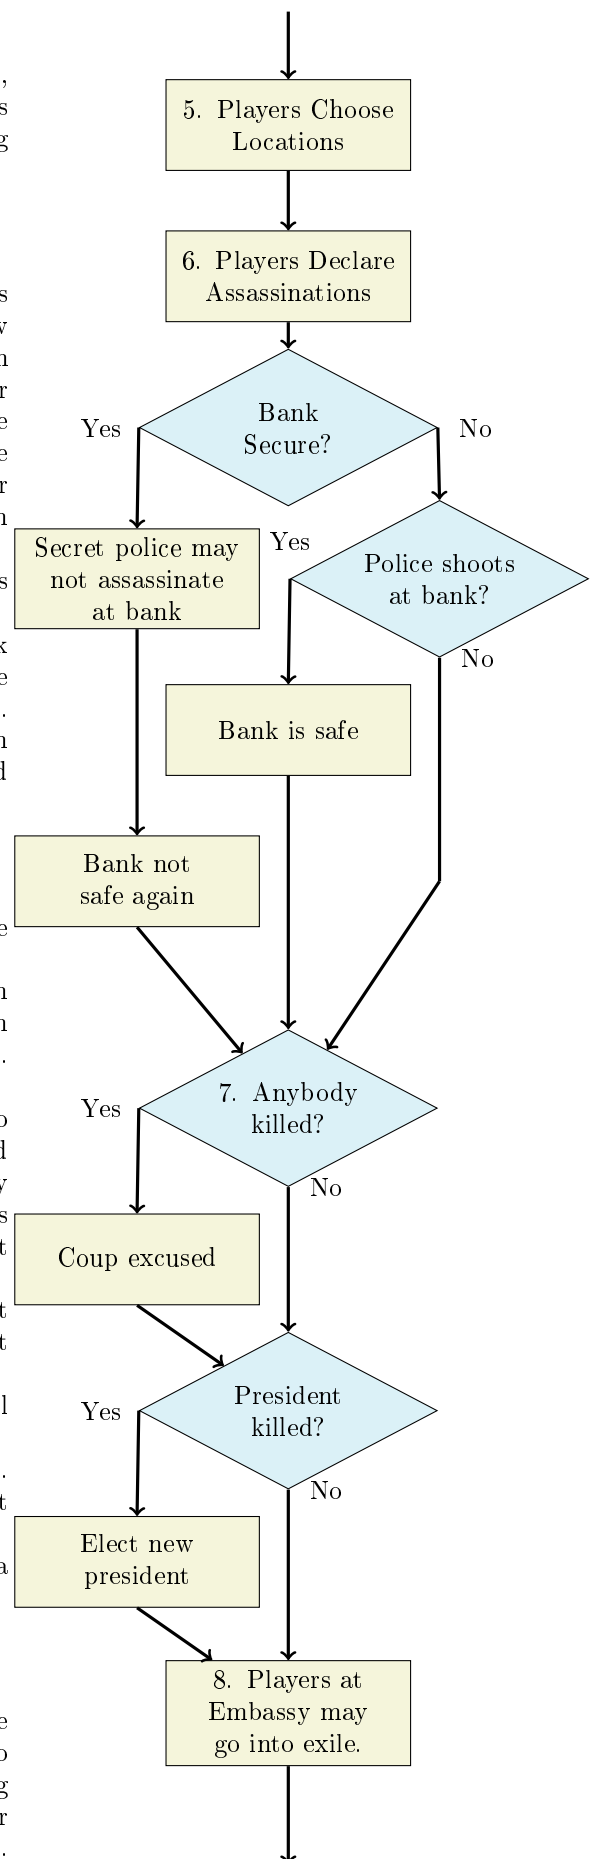 5. Players Choose
Locations
6. Players Declare
Assassinations
Bank
Secure?
Yes
No
Secret police may
not assassinate
at bank
Yes
Police shoots
at bank?
No
Bank is safe
Bank not
safe again
7. Anybody
killed?
Yes
No
Coup excused
President
killed?
Yes
No
Elect new
president
8. Players at
Embassy may
go into exile.